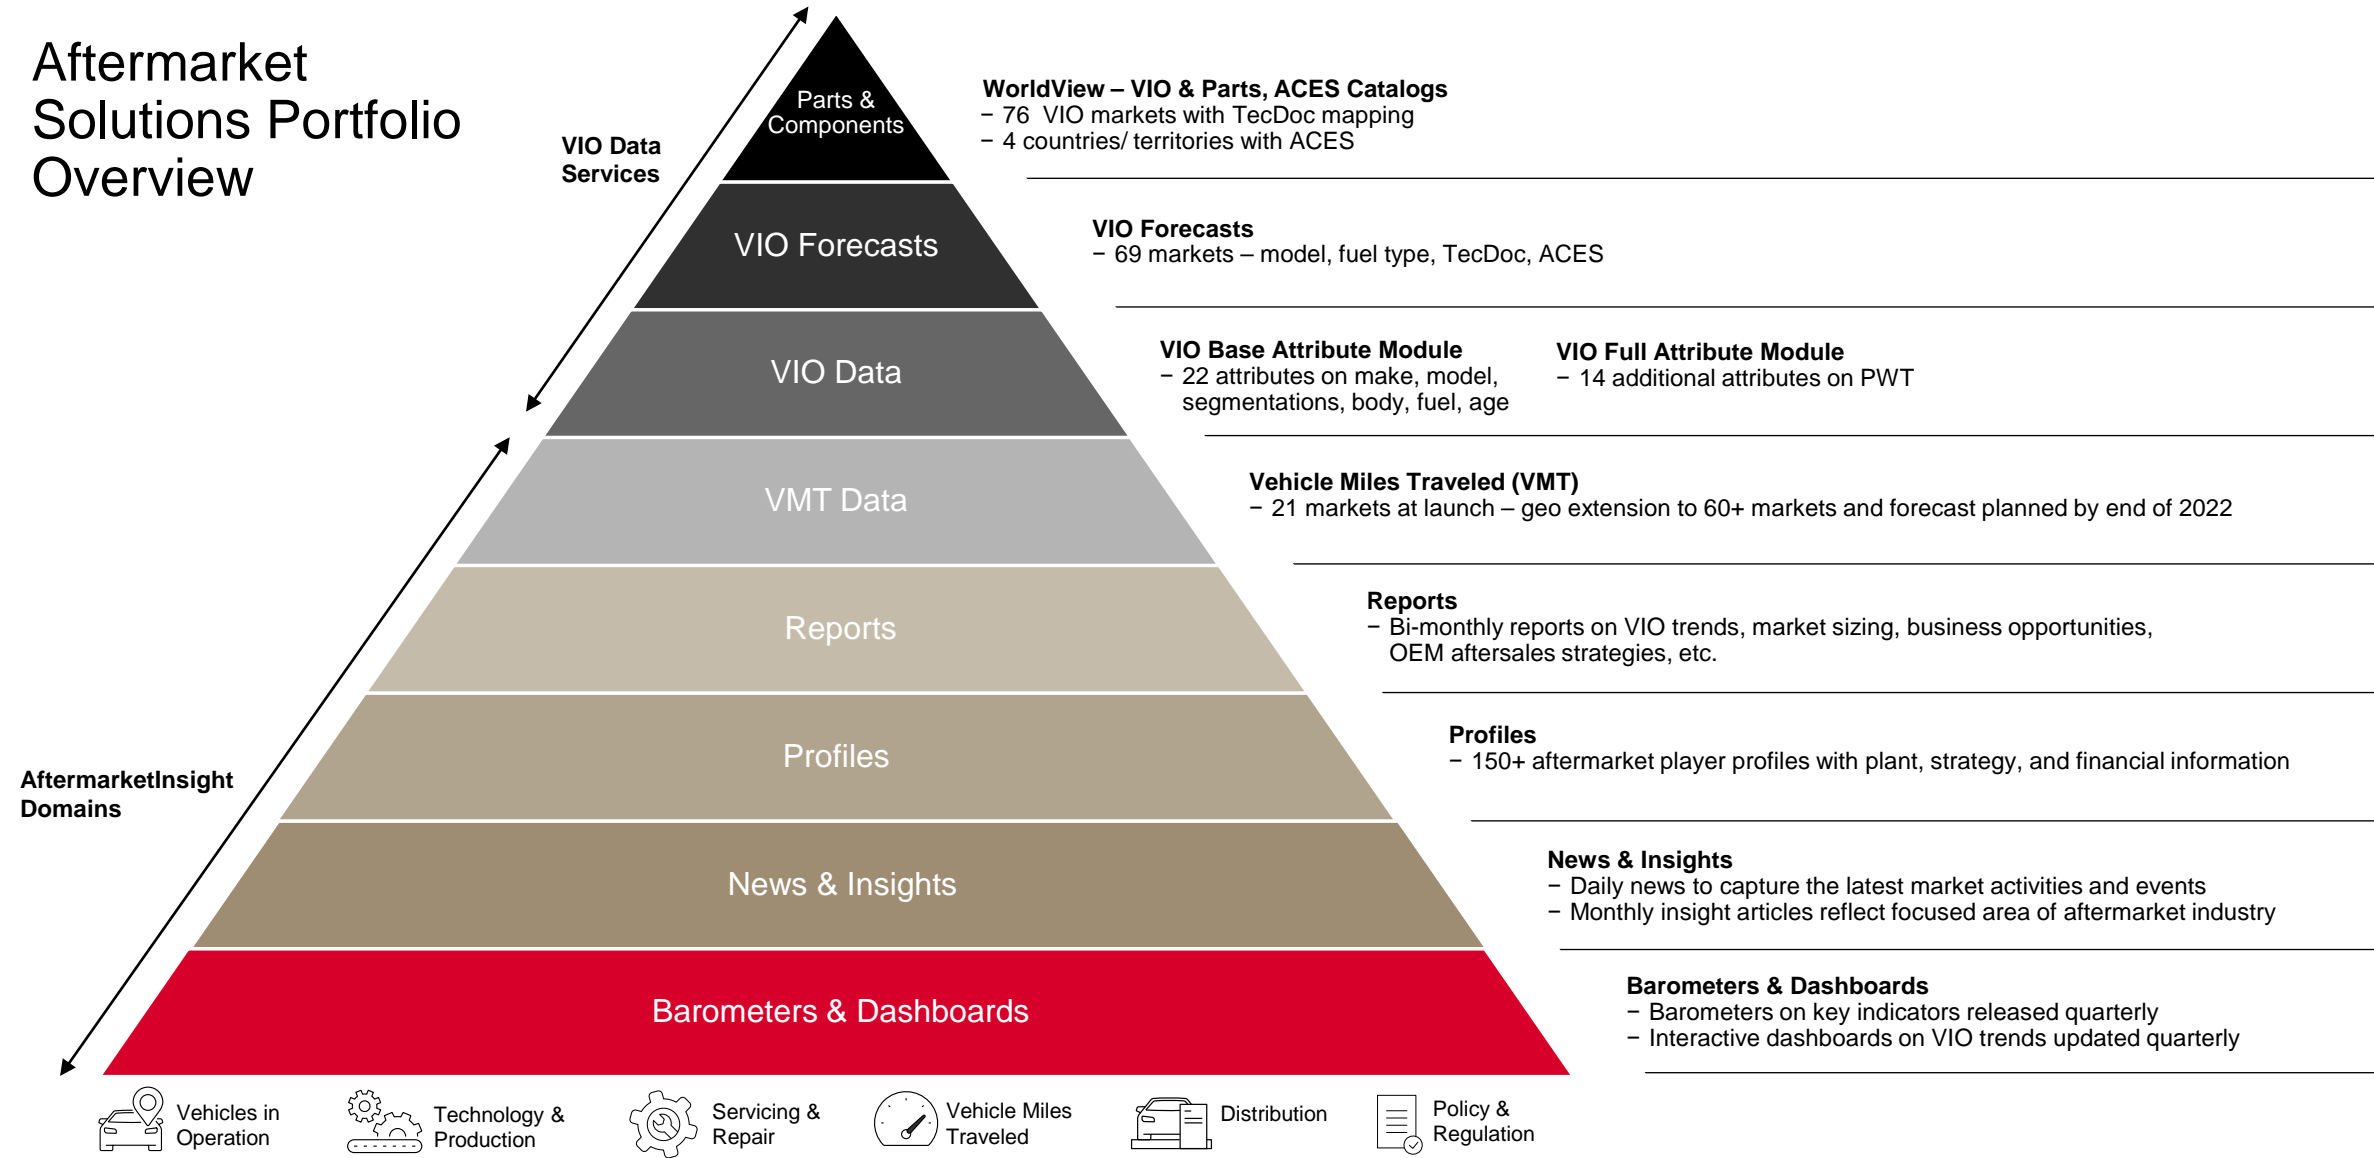 Aftermarket
Solutions Portfolio
Overview
VIO Data
Services
AftermarketInsight
Domains
Parts &
Components
VIO Forecasts
VIO Data
VMT Data
Reports
Profiles
News & Insights
Barometers & Dashboards
WorldView – VIO & Parts, ACES Catalogs
− 76 VIO markets with TecDoc mapping
− 4 countries/ territories with ACES
VIO Forecasts
− 69 markets – model, fuel type, TecDoc, ACES
VIO Base Attribute Module
− 22 attributes on make, model,
segmentations, body, fuel, age
VIO Full Attribute Module
− 14 additional attributes on PWT
Vehicle Miles Traveled (VMT)
− 21 markets at launch – geo extension to 60+ markets and forecast planned by end of 2022
Reports
− Bi-monthly reports on VIO trends, market sizing, business opportunities,
OEM aftersales strategies, etc.
Profiles
− 150+ aftermarket player profiles with plant, strategy, and financial information
News & Insights
− Daily news to capture the latest market activities and events
− Monthly insight articles reflect focused area of aftermarket industry
Barometers & Dashboards
− Barometers on key indicators released quarterly
− Interactive dashboards on VIO trends updated quarterly
Vehicles in
Operation
Technology &
Production
Servicing &
Repair
Vehicle Miles
Traveled
Distribution
Policy &
Regulation